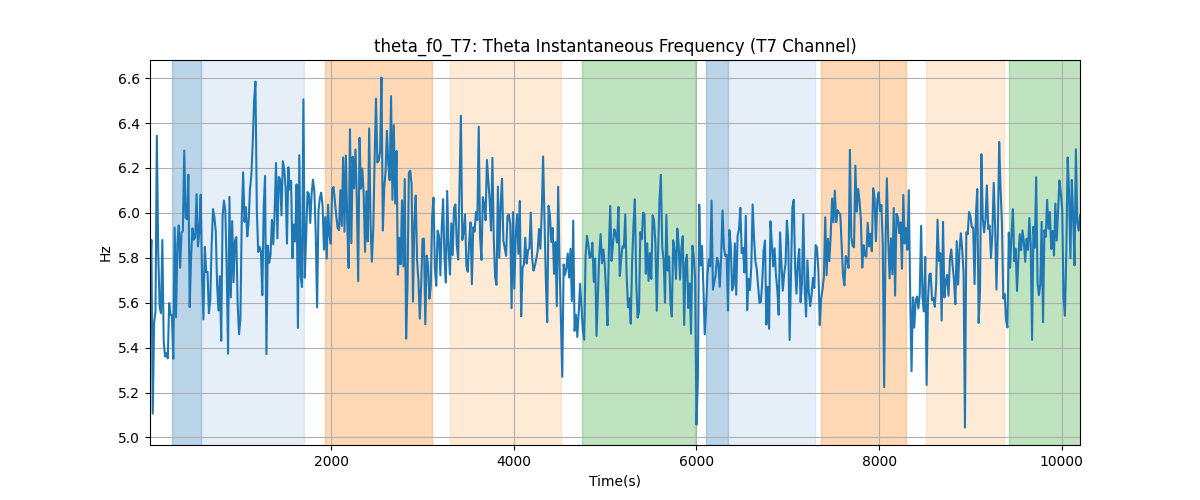 theta_f0_T7: Theta Instantaneous Frequency (T7 Channel)
6.6
6.4
6.2
6.0
5.8
5.6
5.4
5.2
5.0
Hz
2000 4000 6000 8000 10000
Time(s)